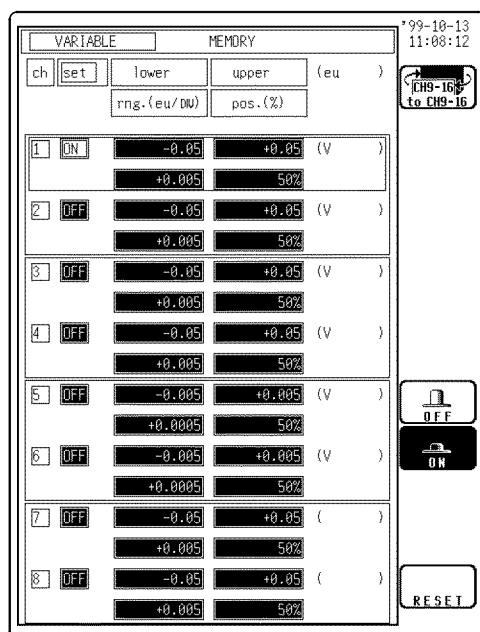 '99-10-13
11:08:12
VARIABLE MEMORY
ch set lower upper (eu )
rng.(eu/DIV) pos.(%)
CH9-16
to CH9-16
1 ON -0.05 +0.05 (V )
+0.005 50%
2 OFF -0.05 +0.05 (V )
+0.005 50%
3 OFF -0.05 +0.05 (V )
+0.005 50%
4 OFF -0.05 +0.05 (V )
+0.005 50%
5 OFF -0.005 +0.005 (V )
+0.0005 50%
6 OFF -0.005 +0.005 (V )
+0.0005 50%
7 OFF -0.05 +0.05 ( )
+0.005 50%
8 OFF -0.05 +0.05 ( )
+0.005 50%
OFF
ON
RESET